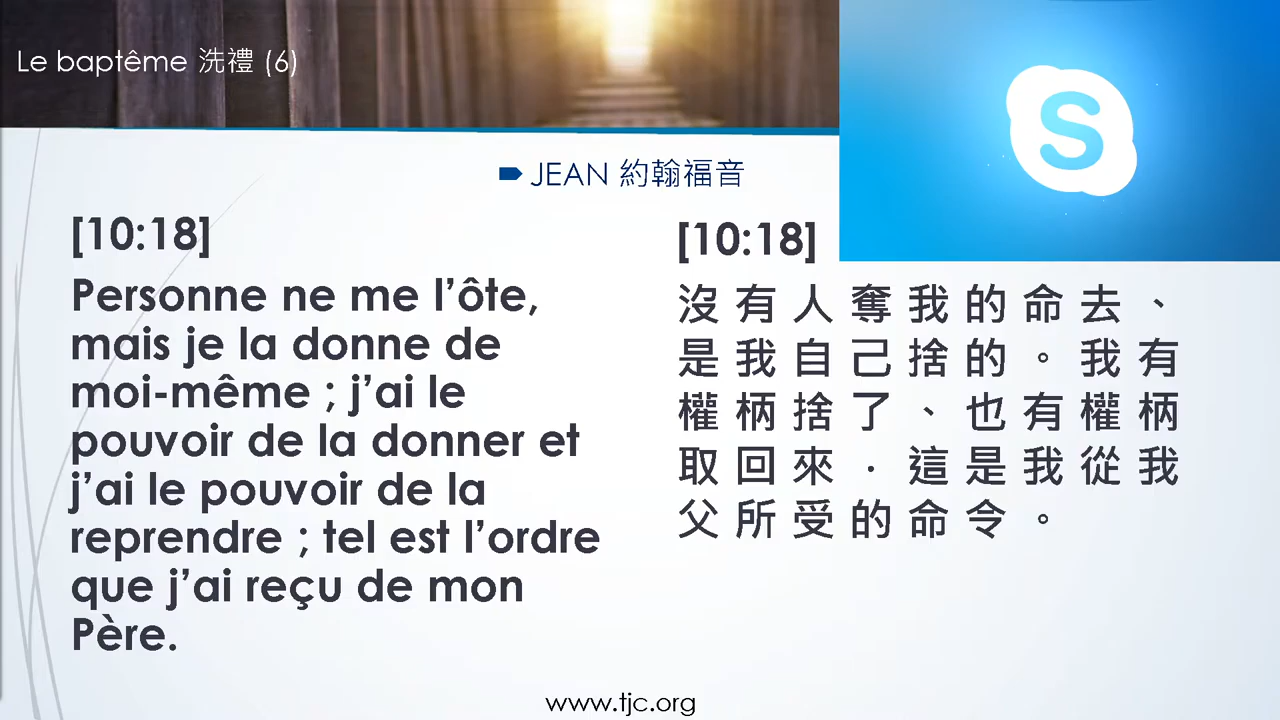 Le baptême 洗禮 (6)
JEAN 約翰福音
[10:18]
Personne ne me l’ôte,
mais je la donne de
moi-même ; j’ai le
pouvoir de la donner et
j’ai le pouvoir de la
reprendre ; tel est l’ordre
que j’ai reçu de mon
Père.
[10:18]
沒有人奪我的命去、
是我自己捨的。我有
權柄捨了、也有權柄
取回來．這是我從我
父所受的命令。
S
www.tjc.org